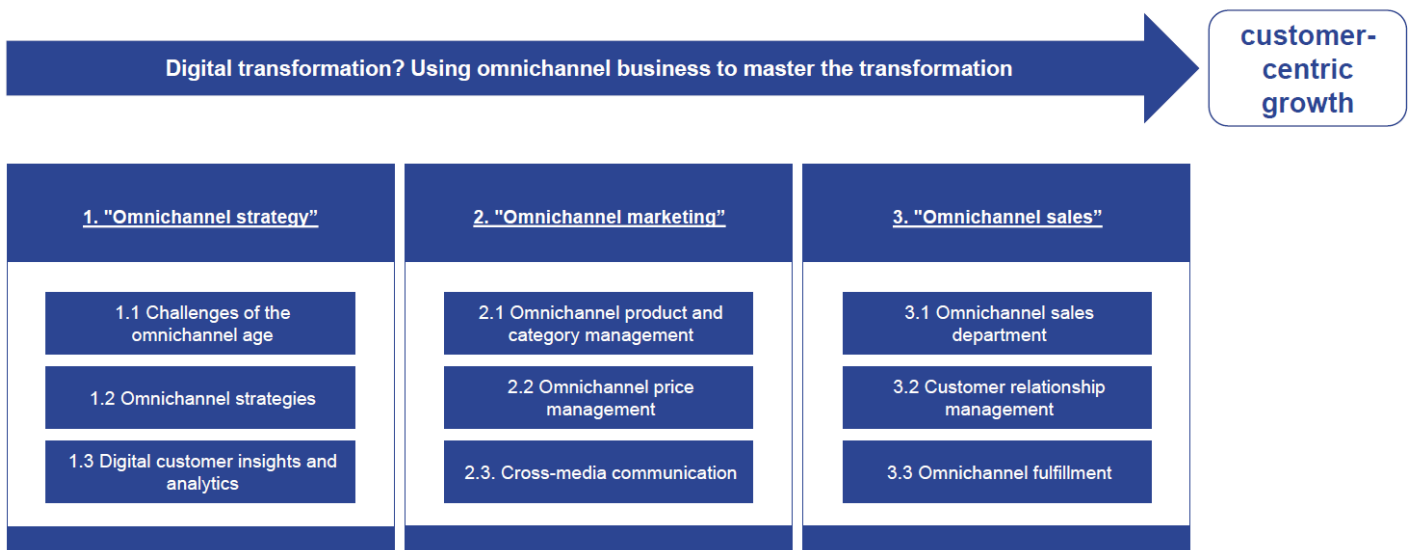 Digital transformation? Using omnichannel business to master the transformation
customer-
centric
growth
1. "Omnichannel strategy”
1.1 Challenges of the
omnichannel age
1.2 Omnichannel strategies
1.3 Digital customer insights and
analytics
2. "Omnichannel marketing”
2.1 Omnichannel product and
category management
2.2 Omnichannel price
management
2.3. Cross-media communication
3. "Omnichannel sales”
3.1 Omnichannel sales
department
3.2 Customer relationship
management
3.3 Omnichannel fulfillment